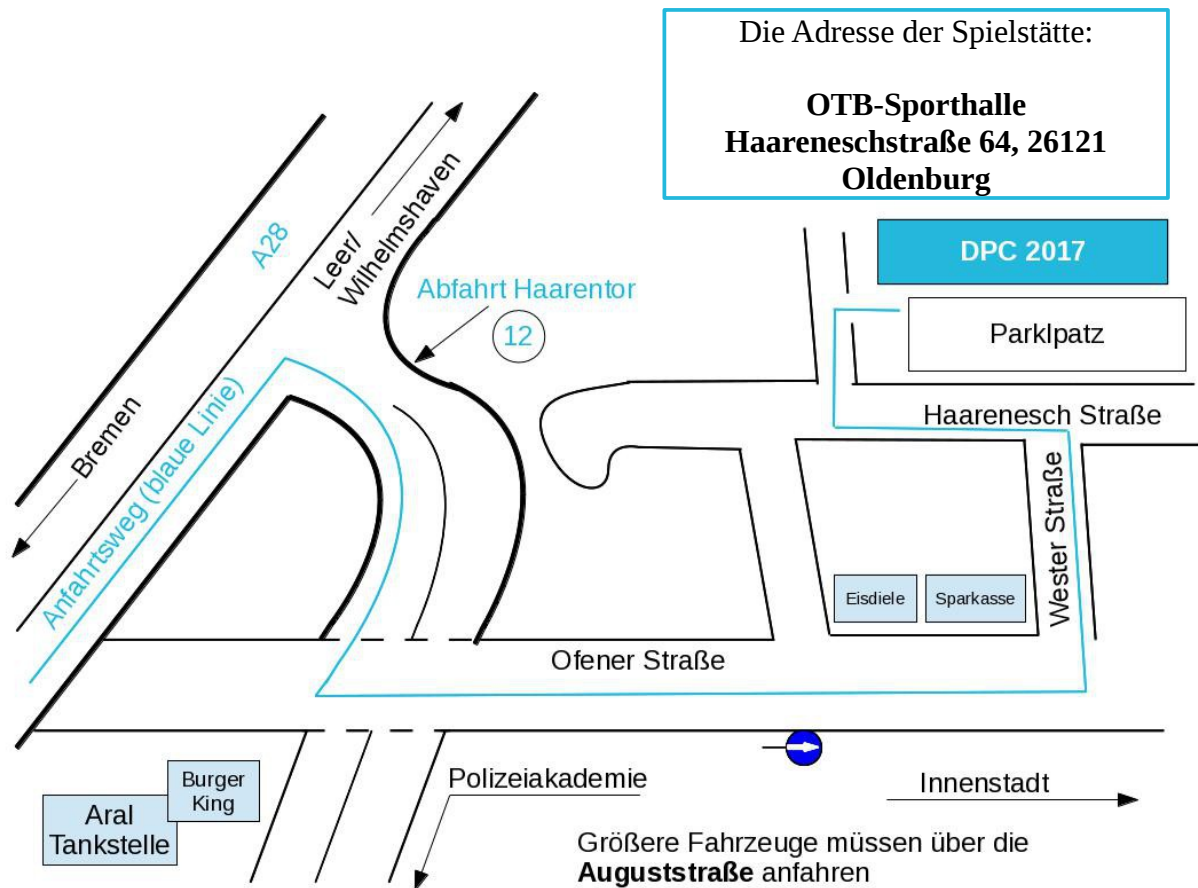 Die Adresse der Spielstätte:
OTB-Sporthalle
Haareneschstraße 64, 26121
Oldenburg
A28
Leer/
Wilhelmshaven
Abfahrt Haarentor
12
DPC 2017
Parklpatz
Bremen
Anfahrtsweg (blaue Linie)
Haarenesch Straße
Wester Straße
Eisdiele
Sparkasse
Ofener Straße
Burger
King
Aral
Tankstelle
Polizeiakademie
Innenstadt
Größere Fahrzeuge müssen über die
Auguststraße anfahren